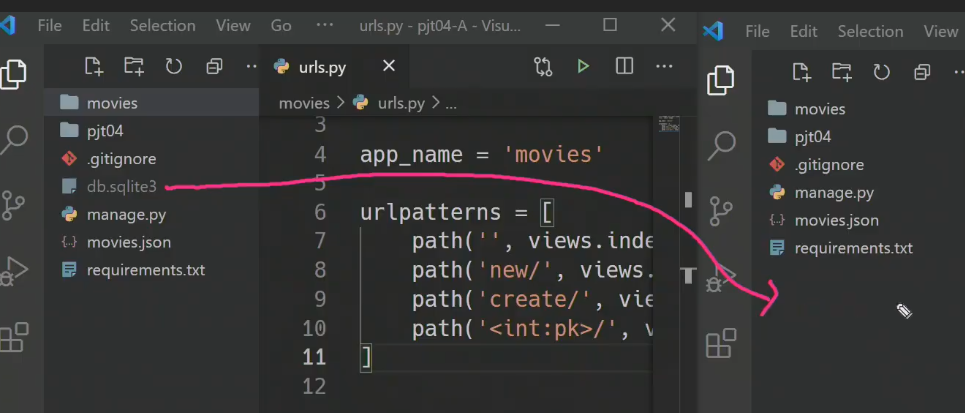 File Edit Selection View Go ··· urls.py - pjt04-A - Visu...
urls.py
movies > urls.py > ...
movies
pjt04
.gitignore
db.sqlite3
manage.py
movies.json
requirements.txt
3
4 app_name = 'movies'
5
6 urlpatterns = [
7 path('', views.inde
8 path('new/', views.
9 path('create/', vie
10 path('<int:pk>/', v
11 ]
12
File Edit Selection View
movies
pjt04
.gitignore
manage.py
movies.json
requirements.txt